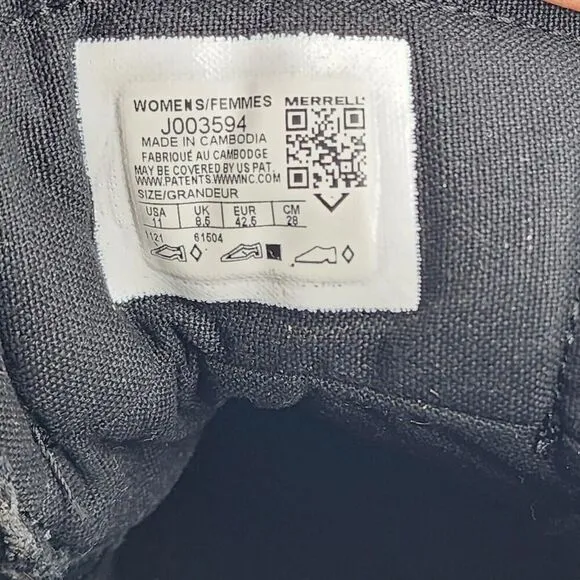 WOMENS/FEMMES MERRELL
J003594
MADE IN CAMBODIA
FABRIQUÉ AU CAMBODGE
MAY BE COVERED BY US PAT
WWW.PATENTS.WWWINC.COM
SIZE/GRANDEUR
USA UK EUR CM
11 8.5 42.5 28
1121 61504